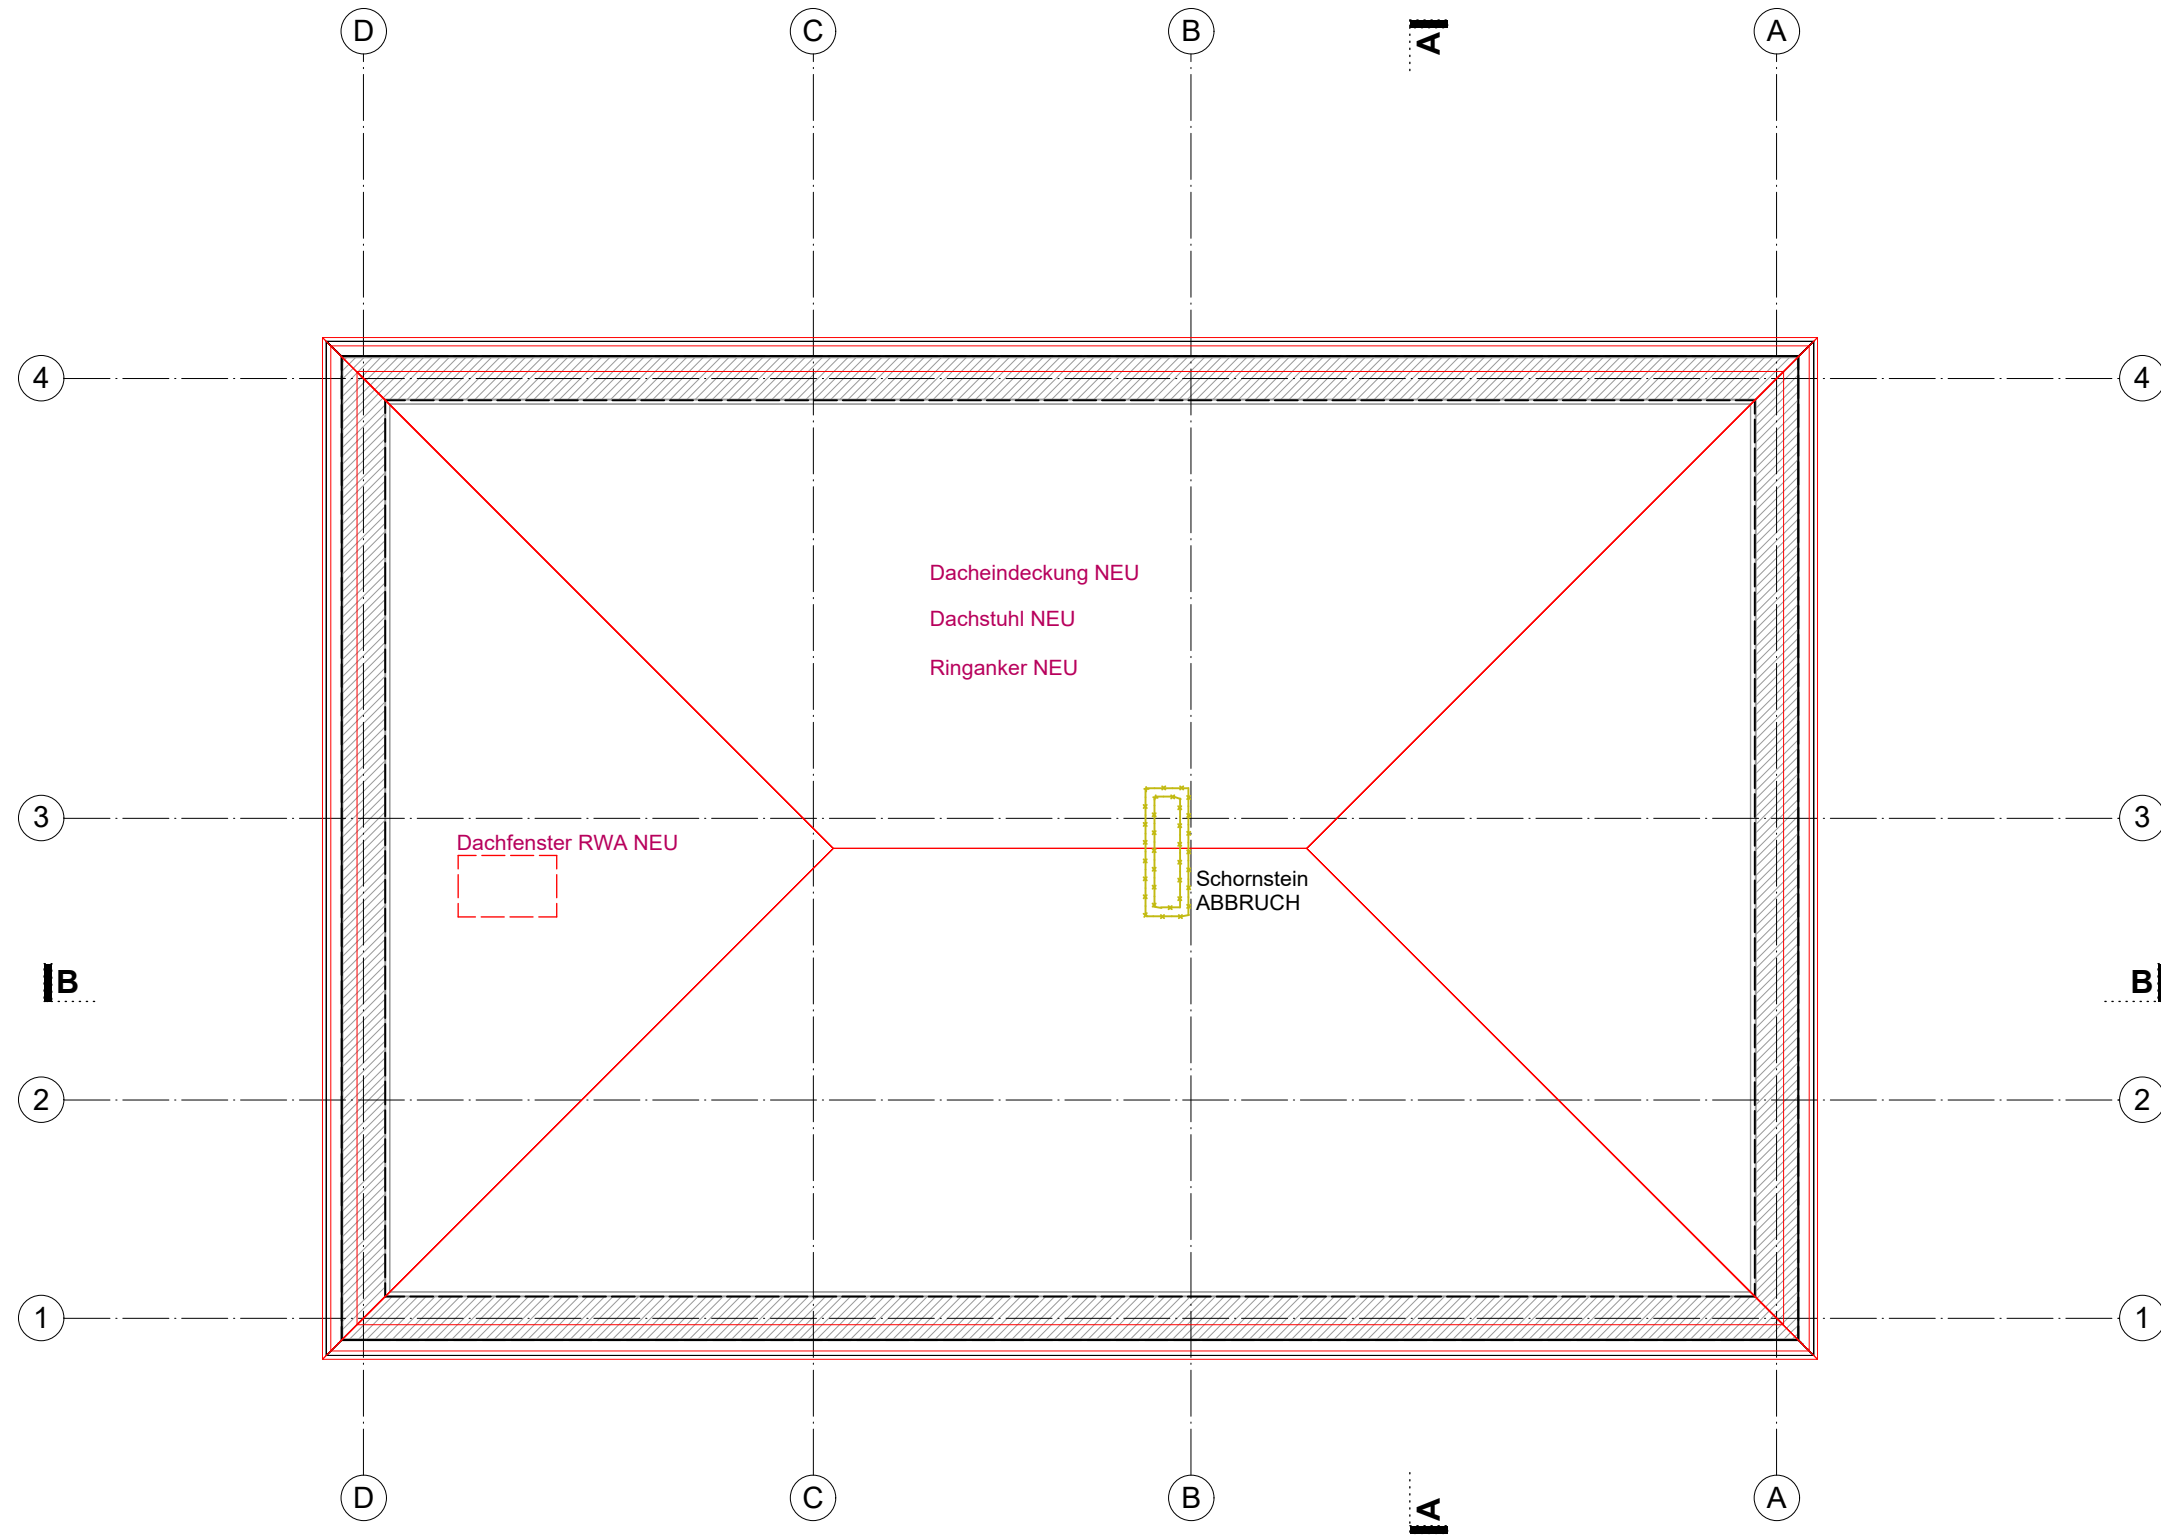 D
C
B
A
A
4
4
Dacheindeckung NEU
Dachstuhl NEU
Ringanker NEU
3
3
Dachfenster RWA NEU
Schornstein
ABBRUCH
B
B
2
2
1
1
D
C
B
A
A